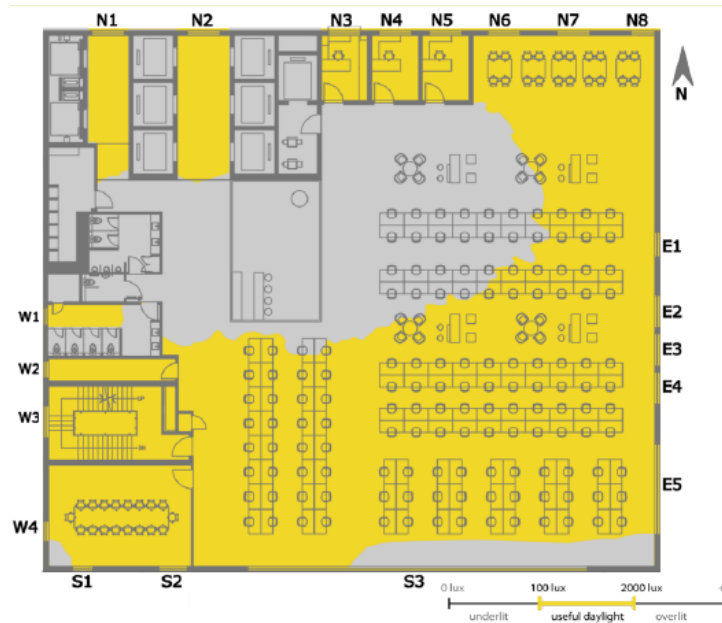 N1 N2 N3 N4 N5 N6 N7 N8
N
E1
E2
W1
E3
W2
E4
W3
E5
W4
S1 S2 S3
0 lux 100 lux 2000 lux
underlit useful daylight overlit